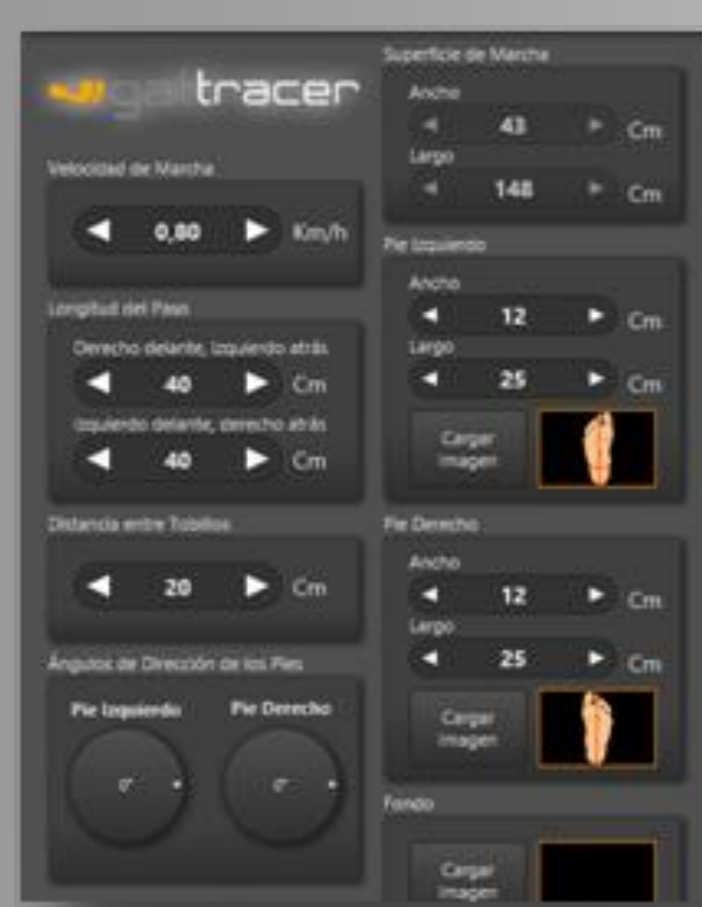 gaittracer
Velocidad de Marcha
0,80 Km/h
Longitud del Paso
Derecho delante, Izquierdo atrás
40 Cm
Izquierdo delante, derecho atrás
40 Cm
Distancia entre Tobillos
20 Cm
Ángulos de Dirección de los Pies
Pie Izquierdo Pie Derecho
0° 0°
Superficie de Marcha
Ancho
43 Cm
Largo
148 Cm
Pie Izquierdo
Ancho
12 Cm
Largo
25 Cm
Cargar
Imagen
Pie Derecho
Ancho
12 Cm
Largo
25 Cm
Cargar
Imagen
Fondo
Cargar
Imagen